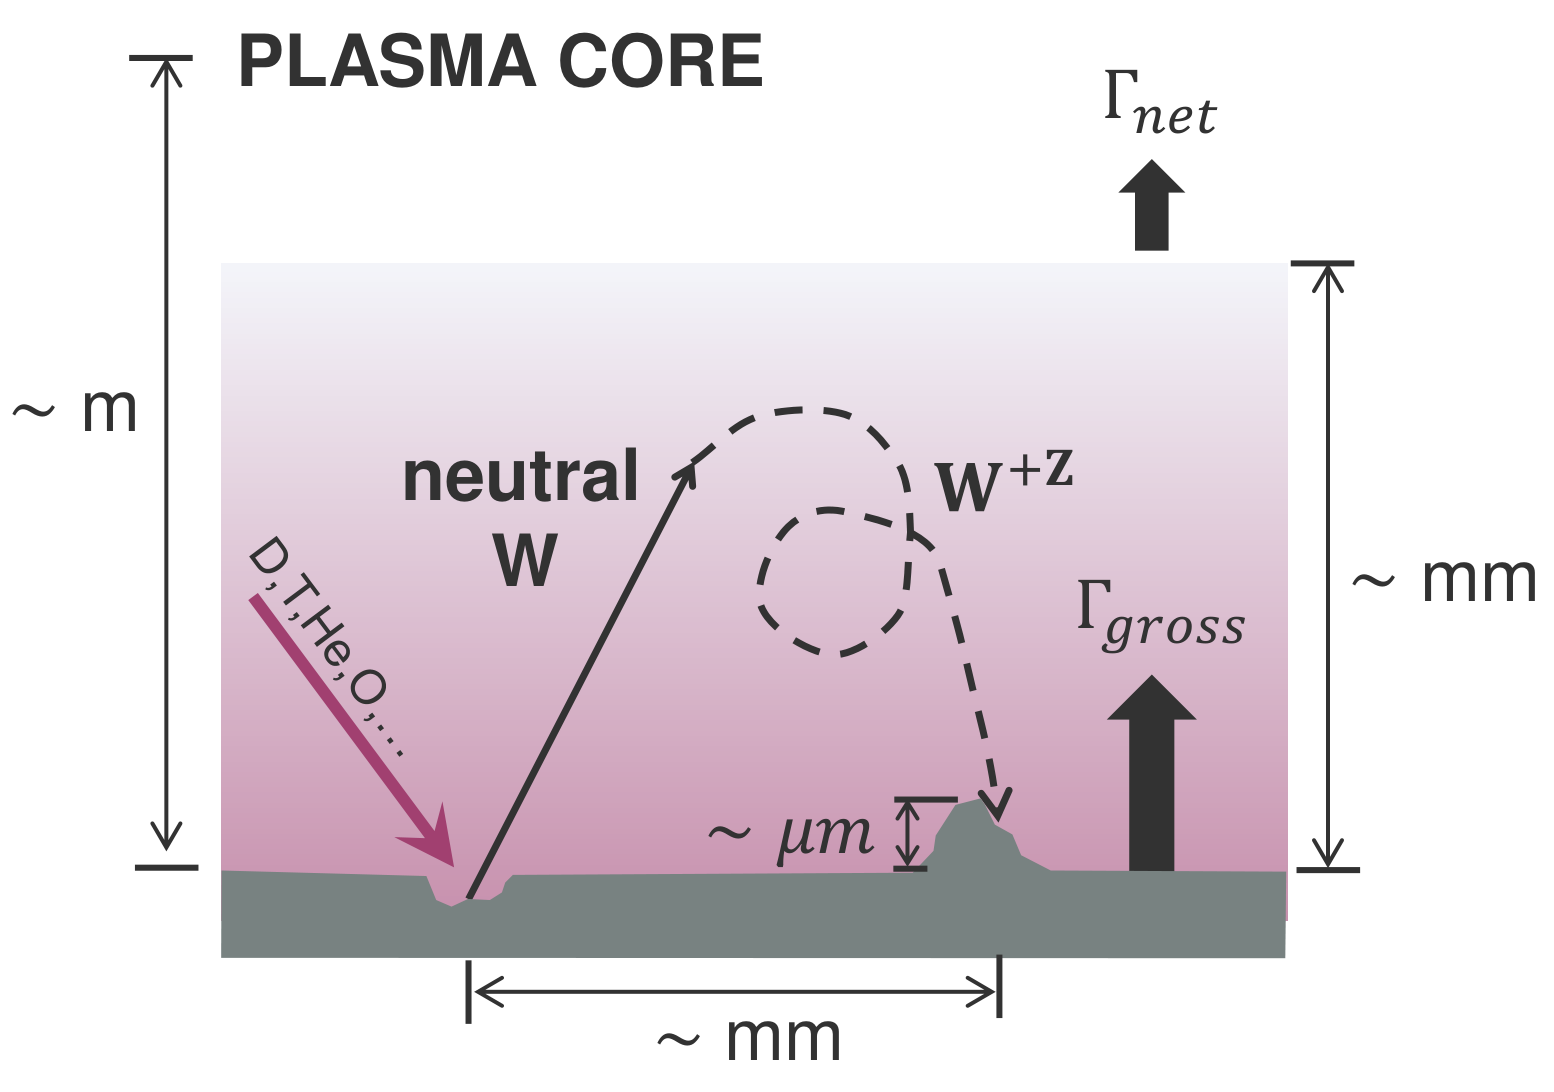 PLASMA CORE
Γnet
~ m
neutral
W
W+Z
D,T,He,O,...
~ mm
Γgross
~ μm
~ mm